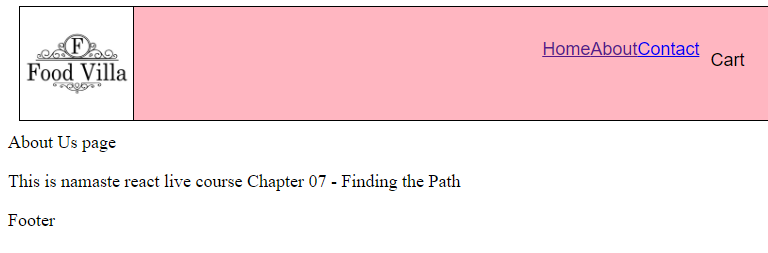 F
Food Villa
HomeAboutContact
Cart
About Us page
This is namaste react live course Chapter 07 - Finding the Path
Footer